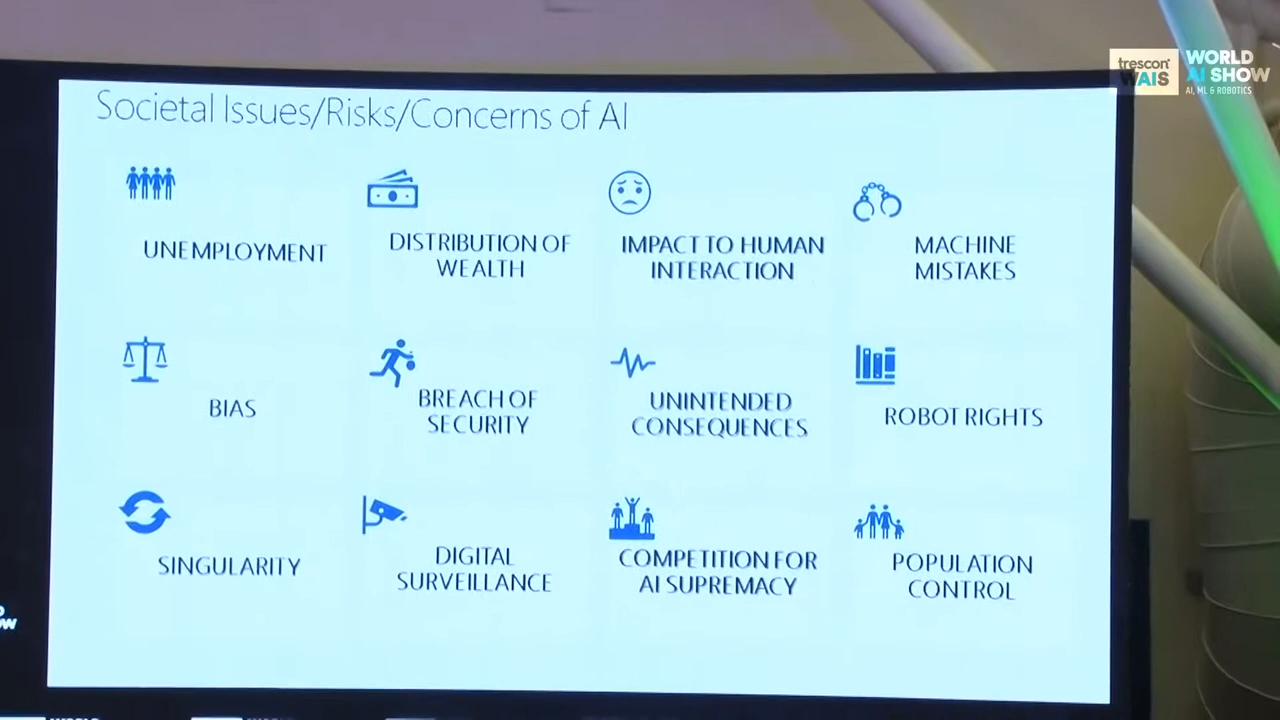 trescon
WAIS
WORLD
AI SHOW
AI, ML & ROBOTICS
Societal Issues/Risks/Concerns of AI
UNEMPLOYMENT
DISTRIBUTION OF
WEALTH
IMPACT TO HUMAN
INTERACTION
MACHINE
MISTAKES
BIAS
BREACH OF
SECURITY
UNINTENDED
CONSEQUENCES
ROBOT RIGHTS
SINGULARITY
DIGITAL
SURVEILLANCE
COMPETITION FOR
AI SUPREMACY
POPULATION
CONTROL